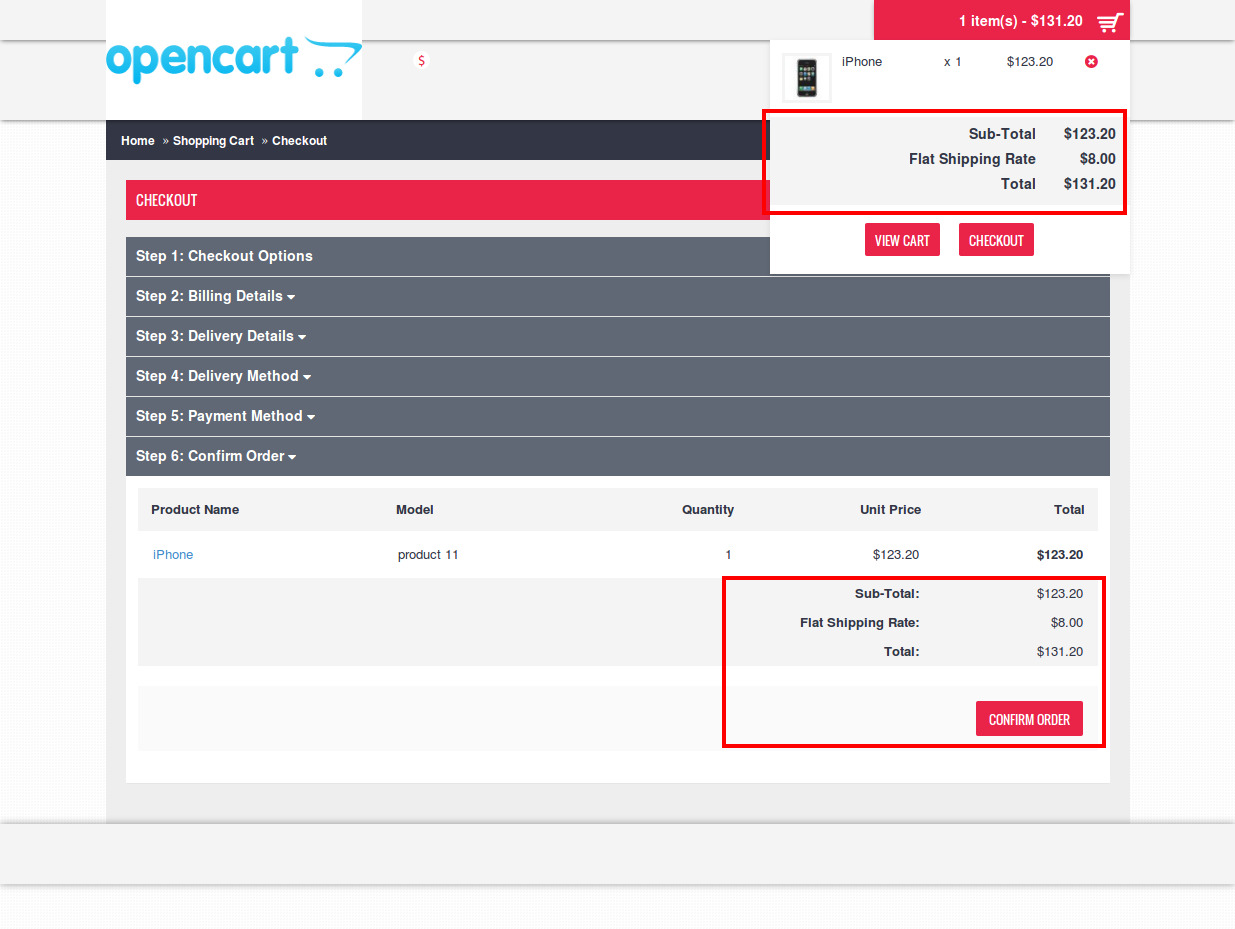 1 item(s) - $131.20
opencart
$
iPhone x 1 $123.20
Sub-Total $123.20
Flat Shipping Rate $8.00
Total $131.20
VIEW CART CHECKOUT
Home » Shopping Cart » Checkout
CHECKOUT
Step 1: Checkout Options
Step 2: Billing Details
Step 3: Delivery Details
Step 4: Delivery Method
Step 5: Payment Method
Step 6: Confirm Order
Product Name Model Quantity Unit Price Total
iPhone product 11 1 $123.20 $123.20
Sub-Total: $123.20
Flat Shipping Rate: $8.00
Total: $131.20
CONFIRM ORDER